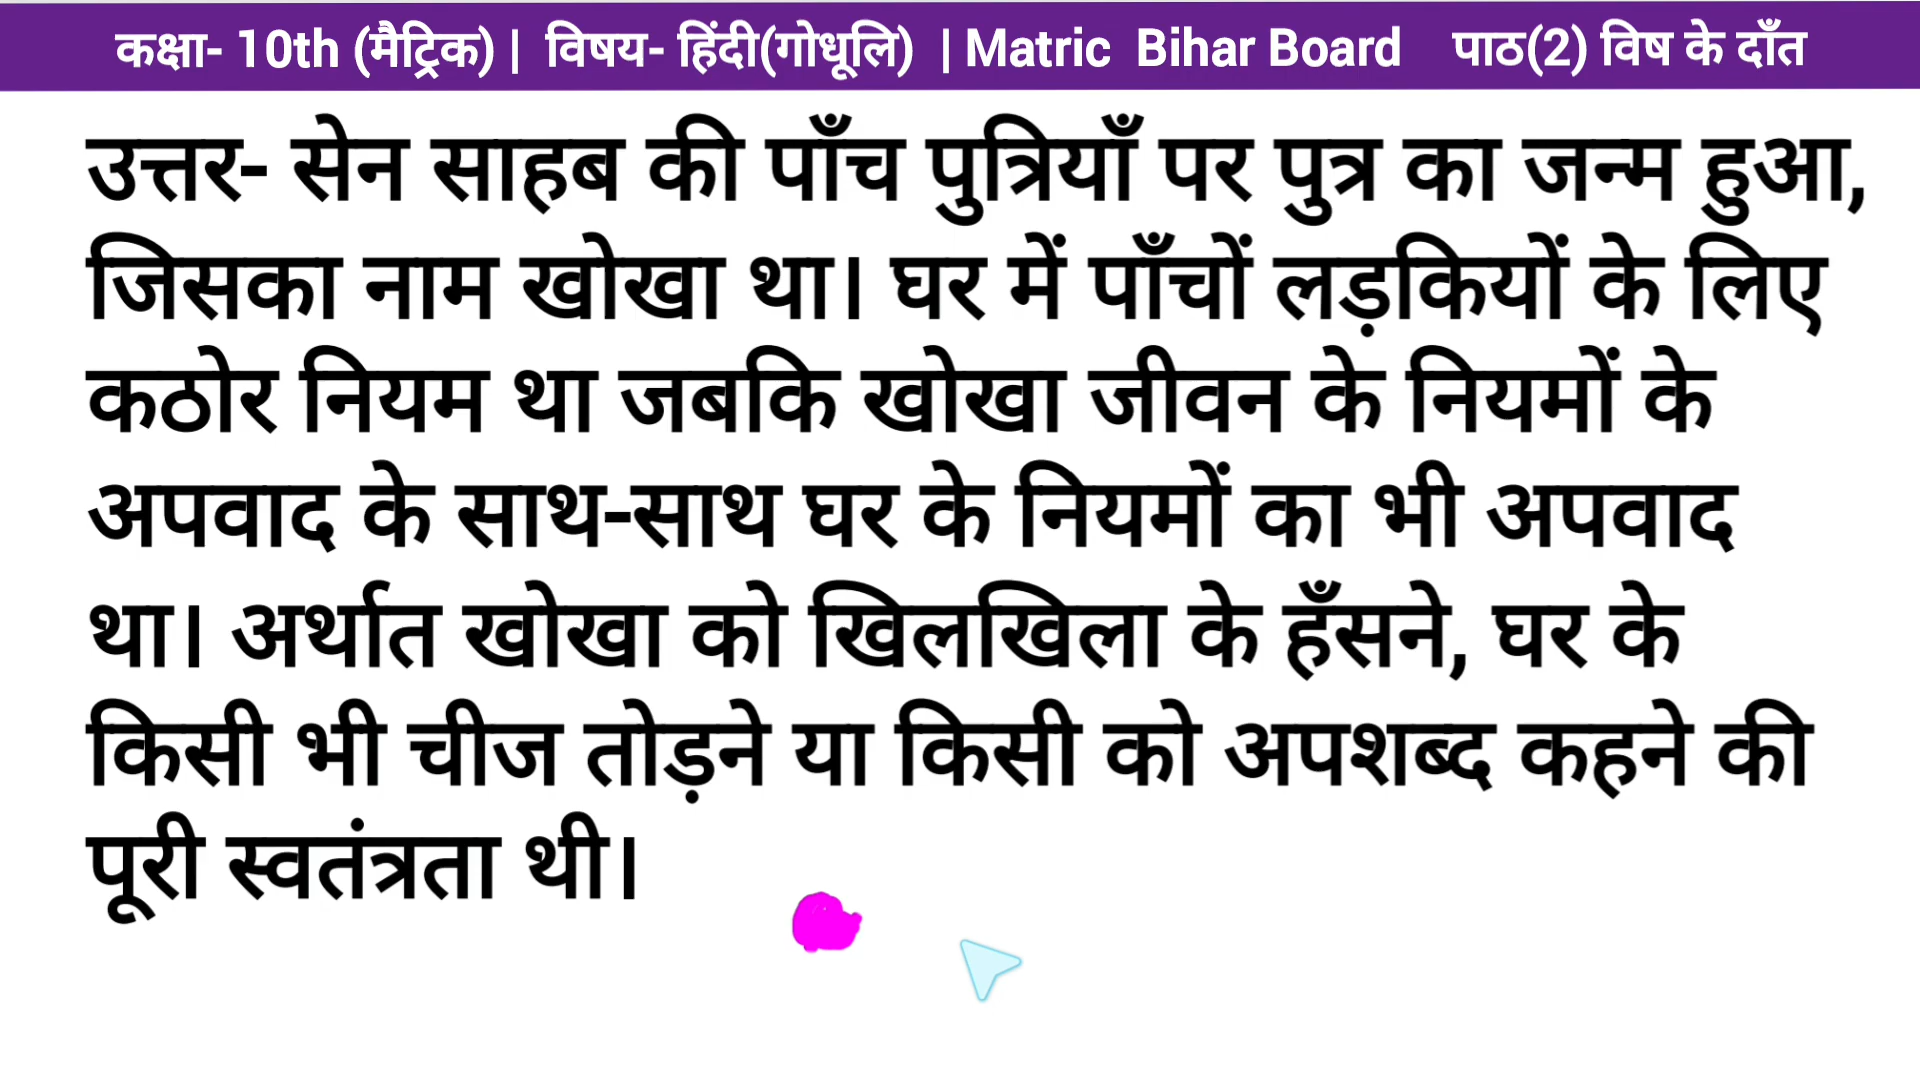 कक्षा- 10th (मैट्रिक) | विषय- हिंदी(गोधूलि) | Matric Bihar Board पाठ(2) विष के दाँत
उत्तर- सेन साहब की पाँच पुत्रियाँ पर पुत्र का जन्म हुआ,
जिसका नाम खोखा था। घर में पाँचों लड़कियों के लिए
कठोर नियम था जबकि खोखा जीवन के नियमों के
अपवाद के साथ-साथ घर के नियमों का भी अपवाद
था। अर्थात खोखा को खिलखिला के हँसने, घर के
किसी भी चीज तोड़ने या किसी को अपशब्द कहने की
पूरी स्वतंत्रता थी।